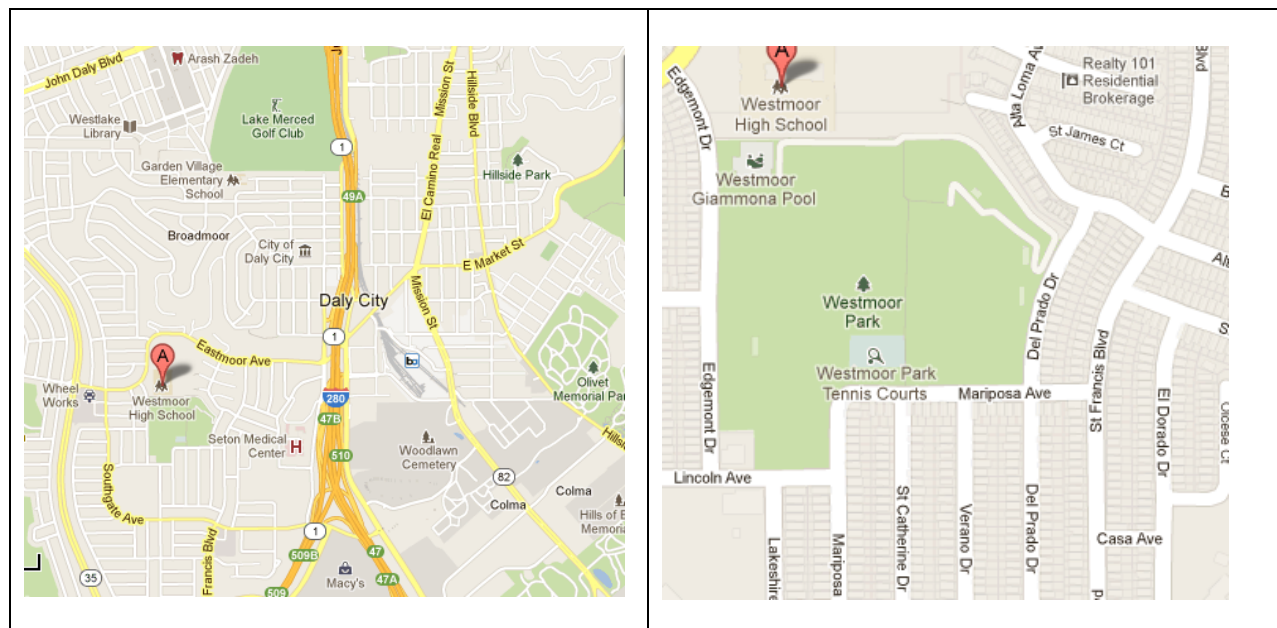 Arash Zadeh
John Daly Blvd
Westlake
Library
Lake Merced
Golf Club
Mission St
Hillside Blvd
El Camino Real
1
49A
Garden Village
Elementary
School
Hillside Park
Broadmoor
City of
Daly City
E Market St
Daly City
Mission St
1
A
Eastmoor Ave
Wheel
Works
Westmoor
High School
280
47B
Olivet
Memorial Par
Seton Medical
Center
H
510
Woodlawn
Cemetery
Hillside
82
Colma
Colma
Southgate Ave
Hills of E
Memoria
1
Francis Blvd
509B
47
35
Macy's
509
47A
A
Edgemont Dr
Westmoor
High School
Alta Loma Av
Realty 101
Residential
Brokerage
Blvd
St James Ct
Westmoor
Giammona Pool
Westmoor
Park
Del Prado Dr
Westmoor Park
Tennis Courts
Mariposa Ave
Edgemont Dr
St Francis Blvd
El Dorado Dr
Lincoln Ave
Lakeshire
Mariposa
St Catherine Dr
Verano Dr
Del Prado Dr
Casa Ave